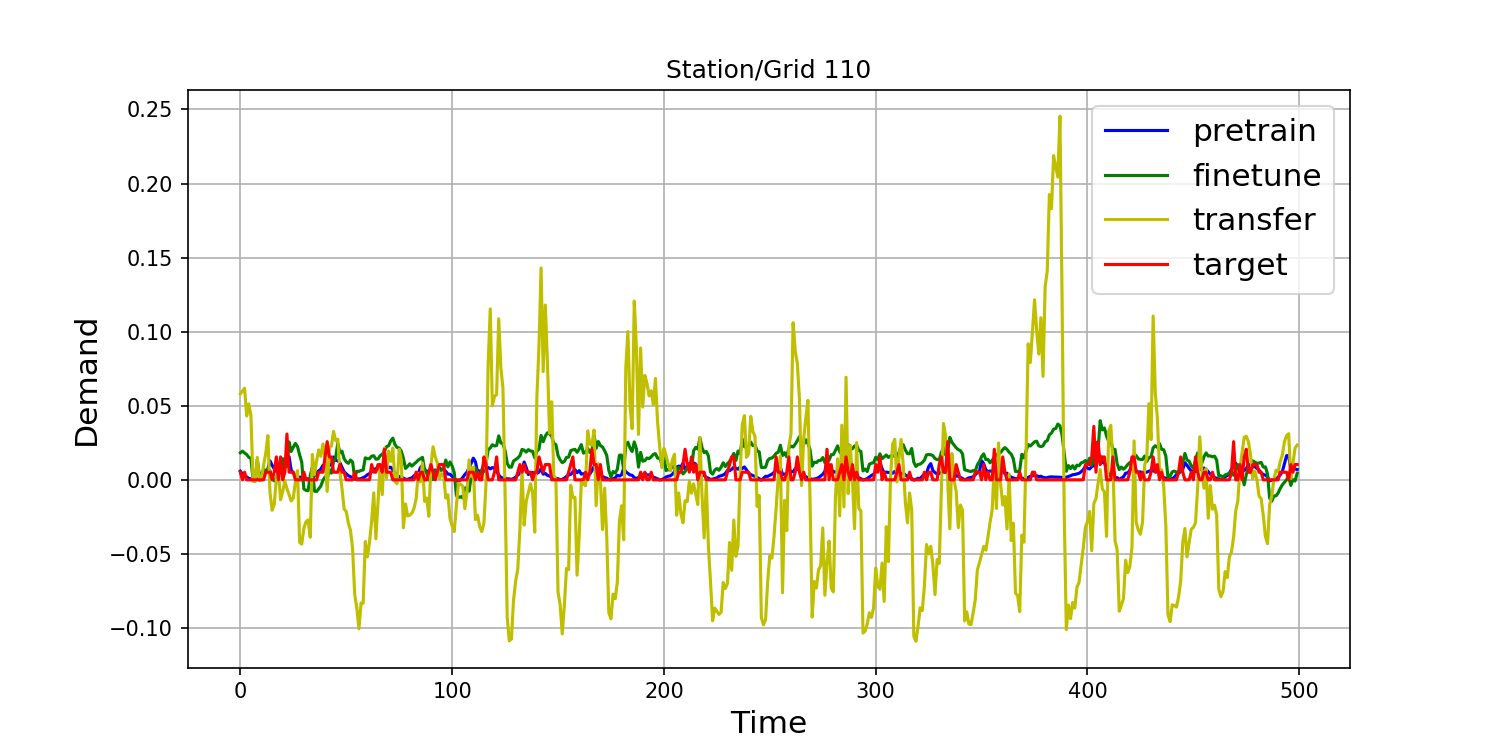 Station/Grid 110
0.25
0.20
0.15
0.10
0.05
0.00
−0.05
−0.10
Demand
0 100 200 300 400 500
Time
pretrain
finetune
transfer
target